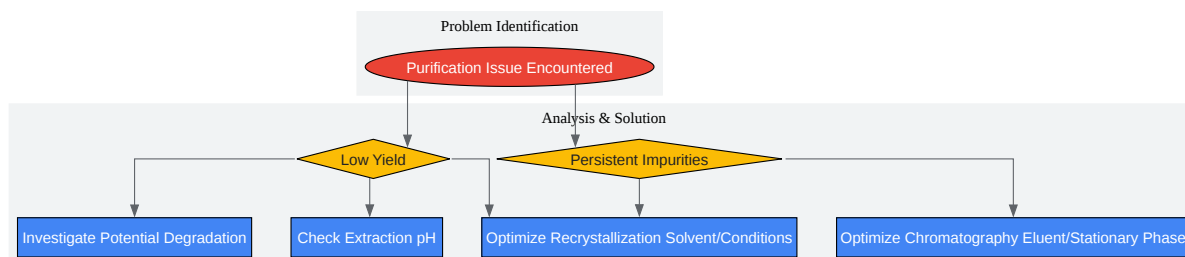 Problem Identification
Purification Issue Encountered
Analysis & Solution
Low Yield
Persistent Impurities
Investigate Potential Degradation
Check Extraction pH
Optimize Recrystallization Solvent/Conditions
Optimize Chromatography Eluent/Stationary Phase